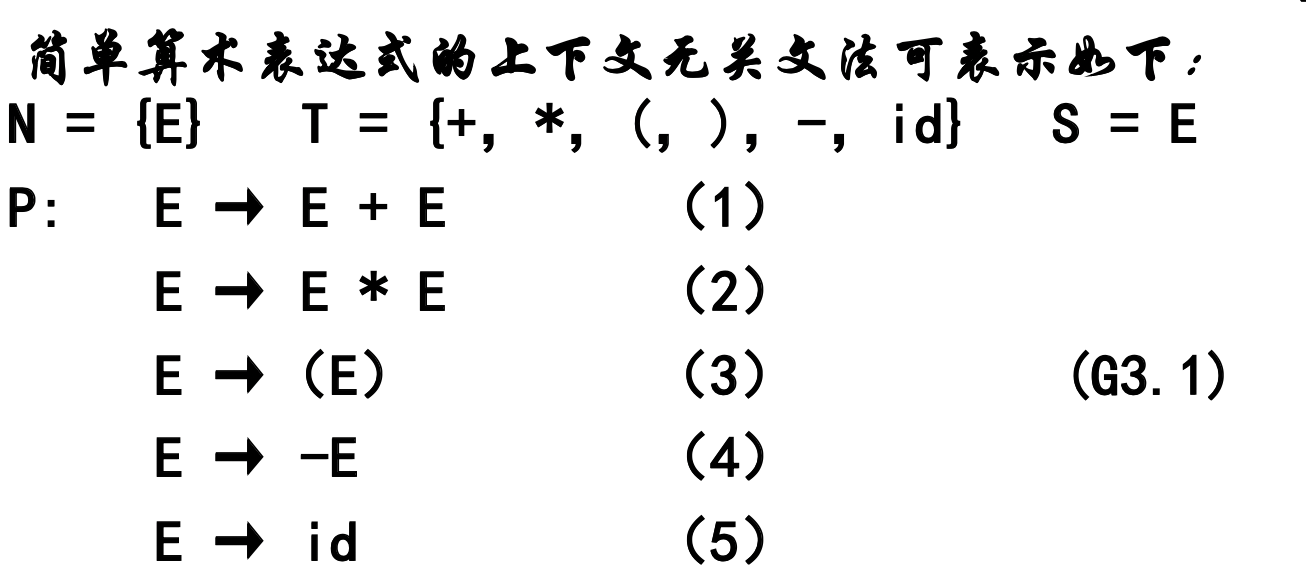 简单算术表达式的上下文无关文法可表示如下：
N = {E} T = {+, *, (, ), -, id} S = E
P: E → E + E (1)
E → E * E (2)
E → (E) (3) (G3.1)
E → -E (4)
E → id (5)